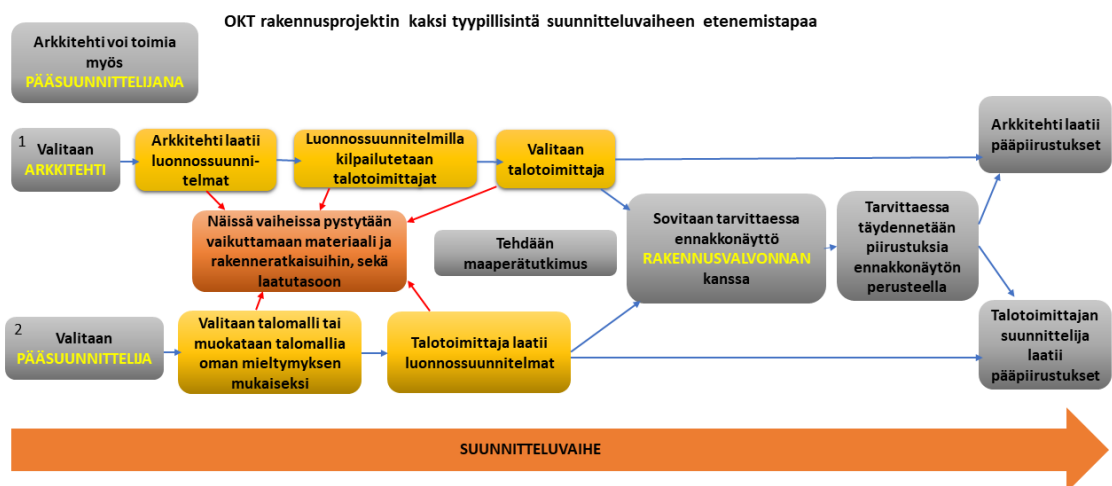 OKT rakennusprojektin kaksi tyypillisintä suunnitteluvaiheen etenemistapaa
Arkkitehti voi toimia
myös
PÄÄSUUNNITTELIJANA
1
Valitaan
ARKKITEHTI
Arkkitehti laatii
luonnossuunni-
telmat
Luonnossuunnitelmilla
kilpailutetaan
talotoimittajat
Valitaan
talotoimittaja
Arkkitehti laatii
pääpiirustukset
Näissä vaiheissa pystytään
vaikuttamaan materiaali ja
rakenneratkaisuihin, sekä
laatutasoon
Tehdään
maaperätutkimus
Sovitaan tarvittaessa
ennakkonäyttö
RAKENNUSVALVONNAN
kanssa
Tarvittaessa
täydennetään
piirustuksia
ennakkonäytön
perusteella
2
Valitaan
PÄÄSUUNNITTELIJA
Valitaan talomalli tai
muokataan talomallia
oman mieltymyksen
mukaiseksi
Talotoimittaja laatii
luonnossuunnitelmat
Talotoimittajan
suunnittelija
laatii
pääpiirustukset
SUUNNITTELUVAIHE